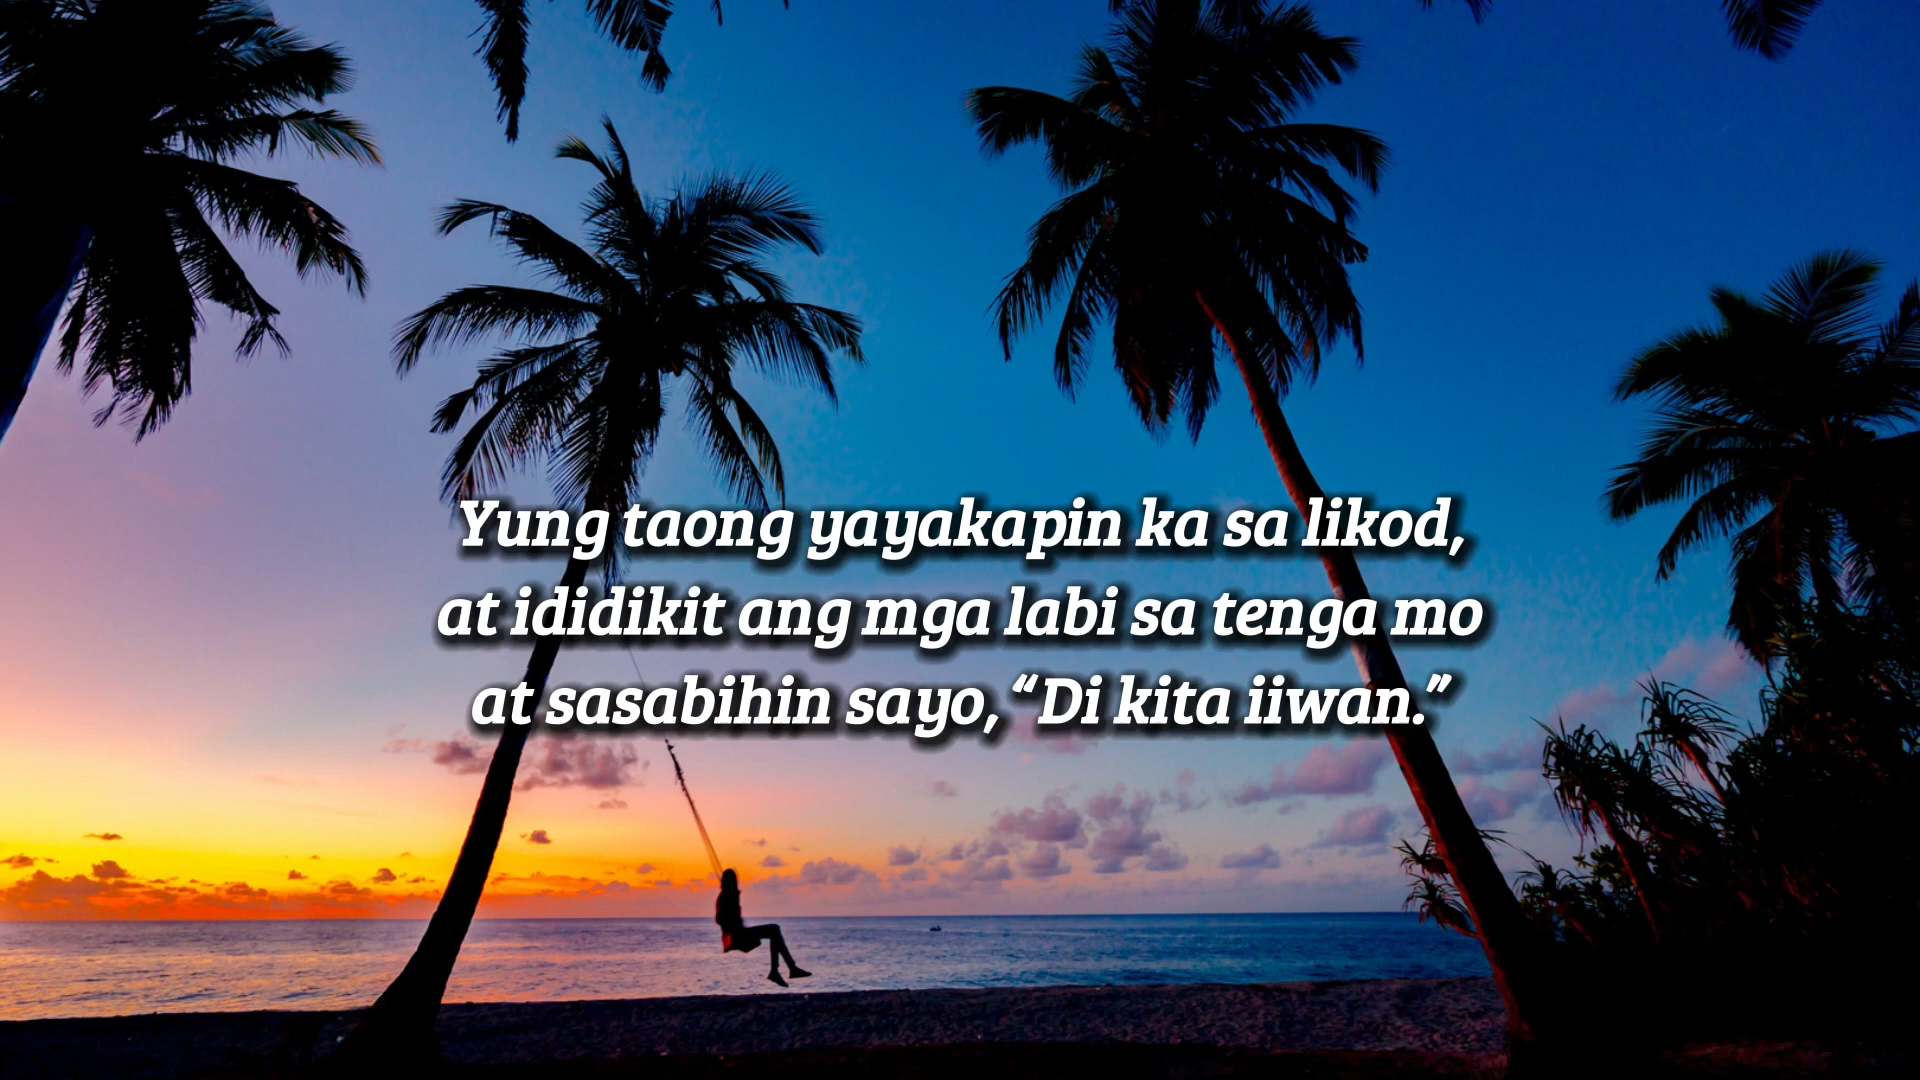 Yung taong yayakapin ka sa likod,
at ididikit ang mga labi sa tenga mo
at sasabihin sayo, “Di kita iiwan.”